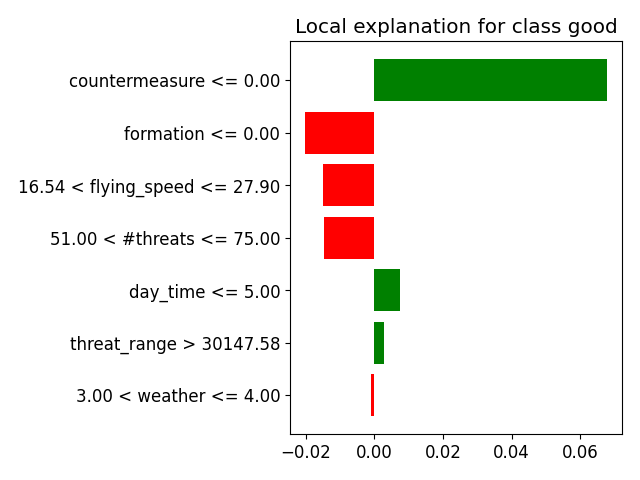 Local explanation for class good
countermeasure <= 0.00
formation <= 0.00
16.54 < flying_speed <= 27.90
51.00 < #threats <= 75.00
day_time <= 5.00
threat_range > 30147.58
3.00 < weather <= 4.00
−0.02 0.00 0.02 0.04 0.06